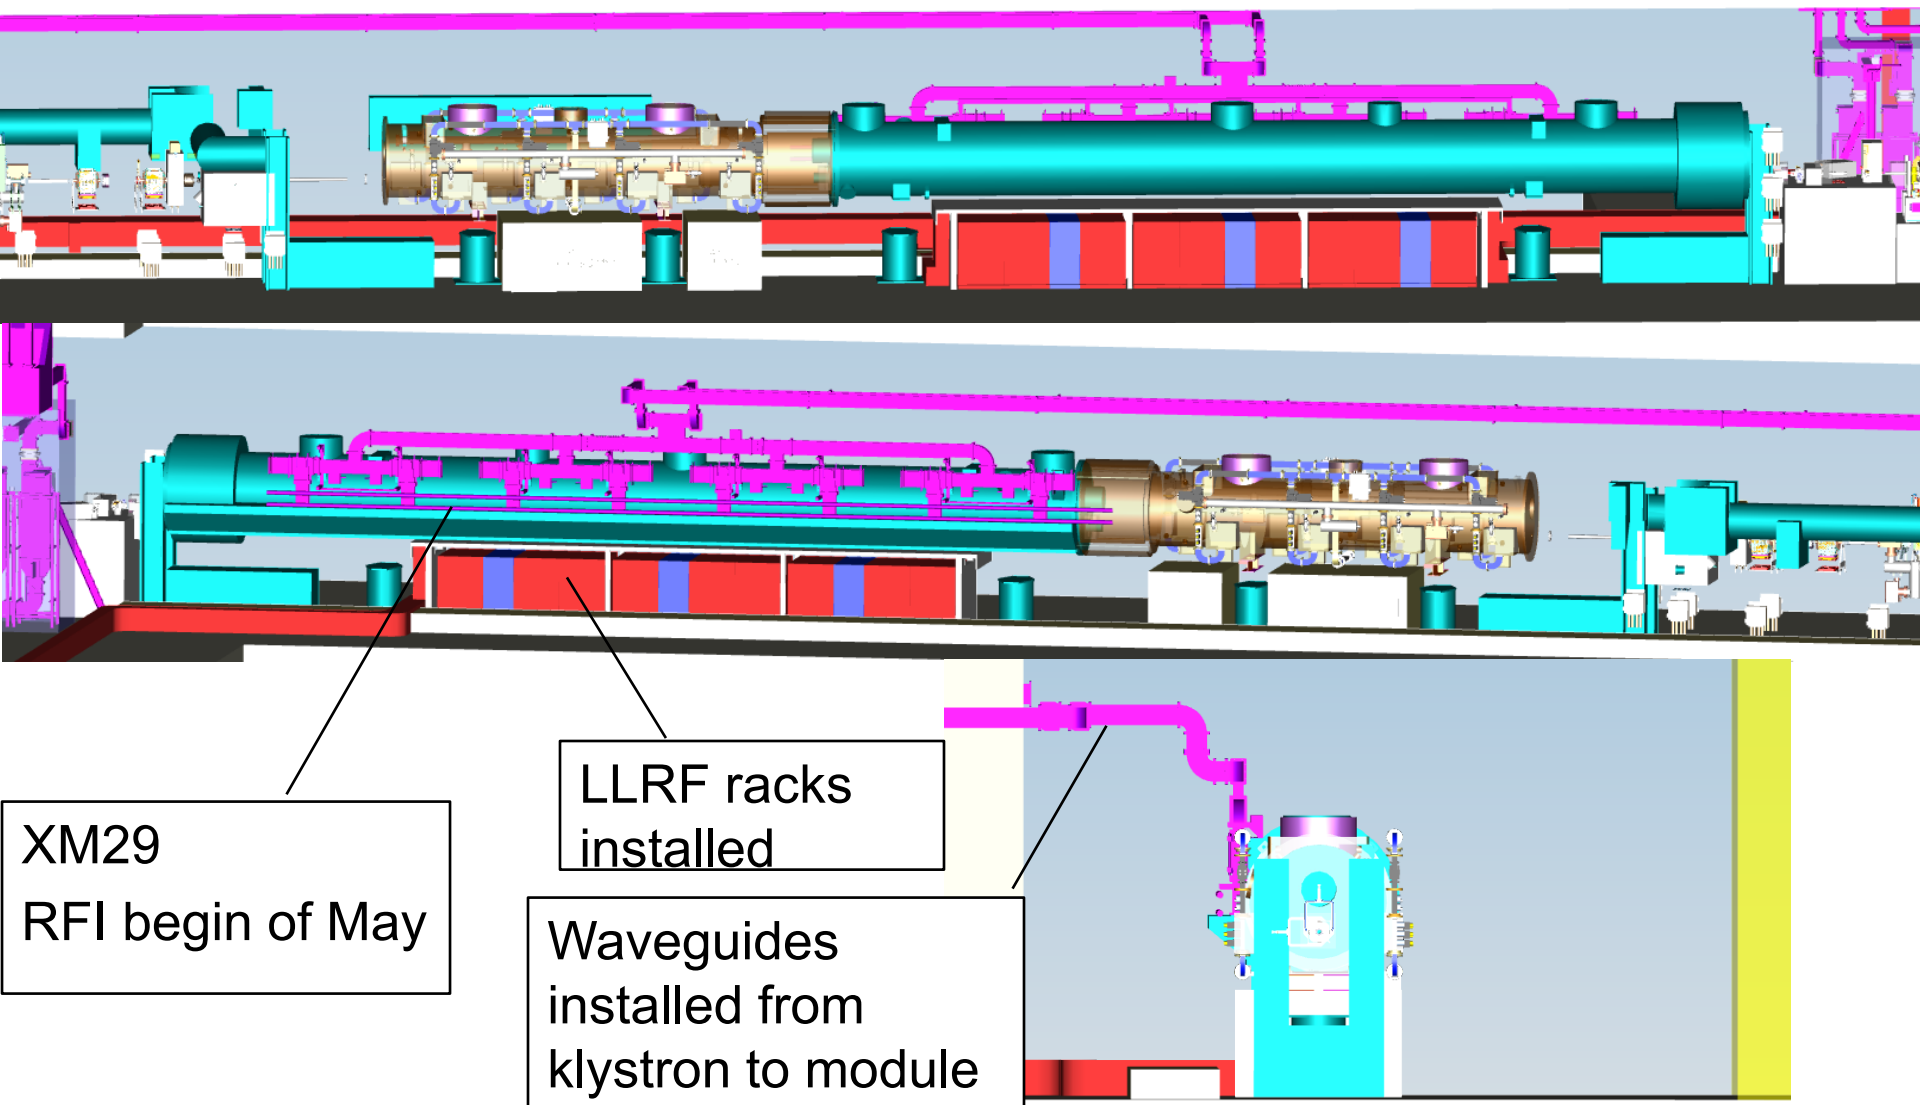 XM29
RFI begin of May
LLRF racks
installed
Waveguides
installed from
klystron to module